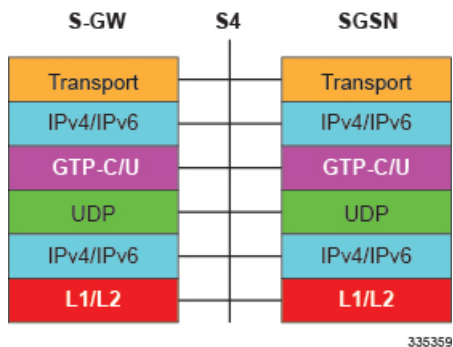 S-GW S4 SGSN
Transport Transport
IPv4/IPv6 IPv4/IPv6
GTP-C/U GTP-C/U
UDP UDP
IPv4/IPv6 IPv4/IPv6
L1/L2 L1/L2
335359